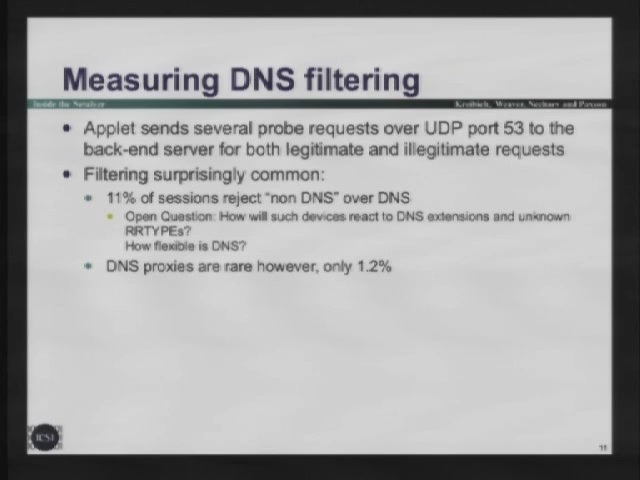 Measuring DNS filtering
Inside the Netalyzr
Kreibich, Weaver, Nechaev and Paxson
• Applet sends several probe requests over UDP port 53 to the
back-end server for both legitimate and illegitimate requests
• Filtering surprisingly common:
• 11% of sessions reject “non DNS” over DNS
• Open Question: How will such devices react to DNS extensions and unknown
RRTYPEs?
How flexible is DNS?
• DNS proxies are rare however, only 1.2%
ICSI